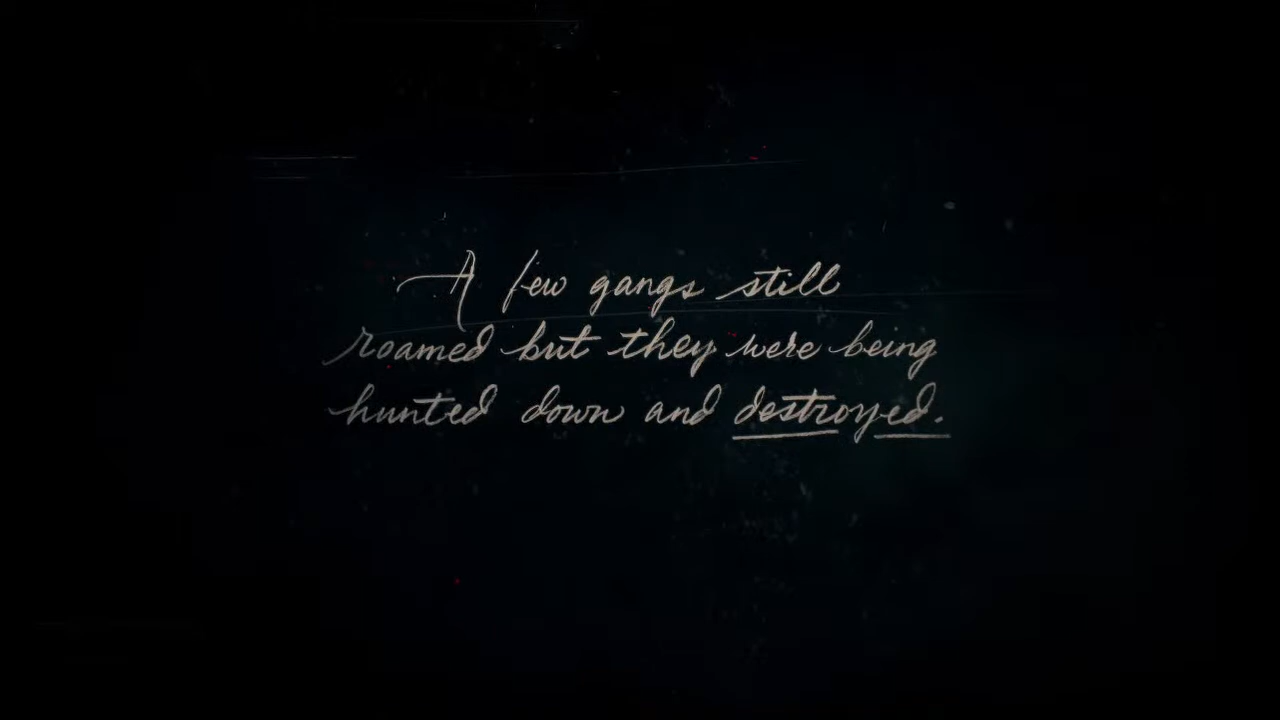 A few gangs still
roamed but they were being
hunted down and destroyed.